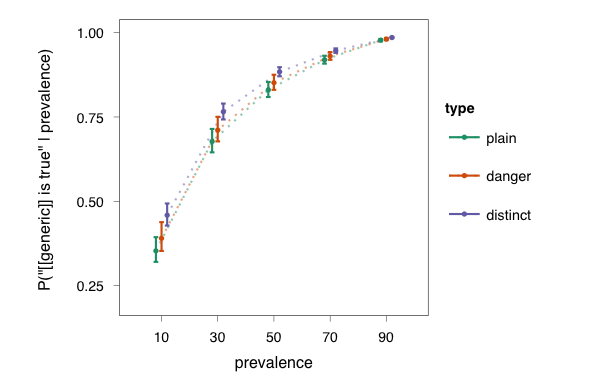 1.00
0.75
0.50
0.25
P("[[generic]] is true" | prevalence)
10 30 50 70 90
prevalence
type
plain
danger
distinct